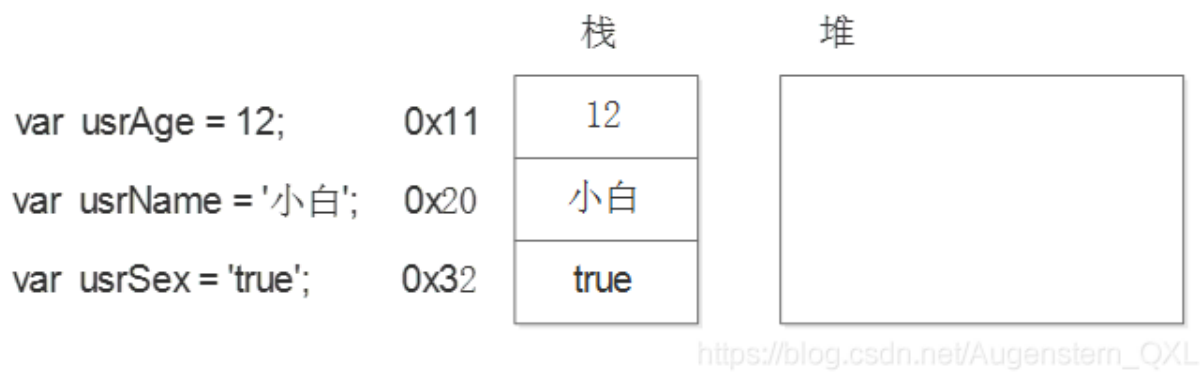 栈 堆
var usrAge = 12; 0x11 12
var usrName = '小白'; 0x20 小白
var usrSex = 'true'; 0x32 true
https://blog.csdn.net/Augenstern_QXL